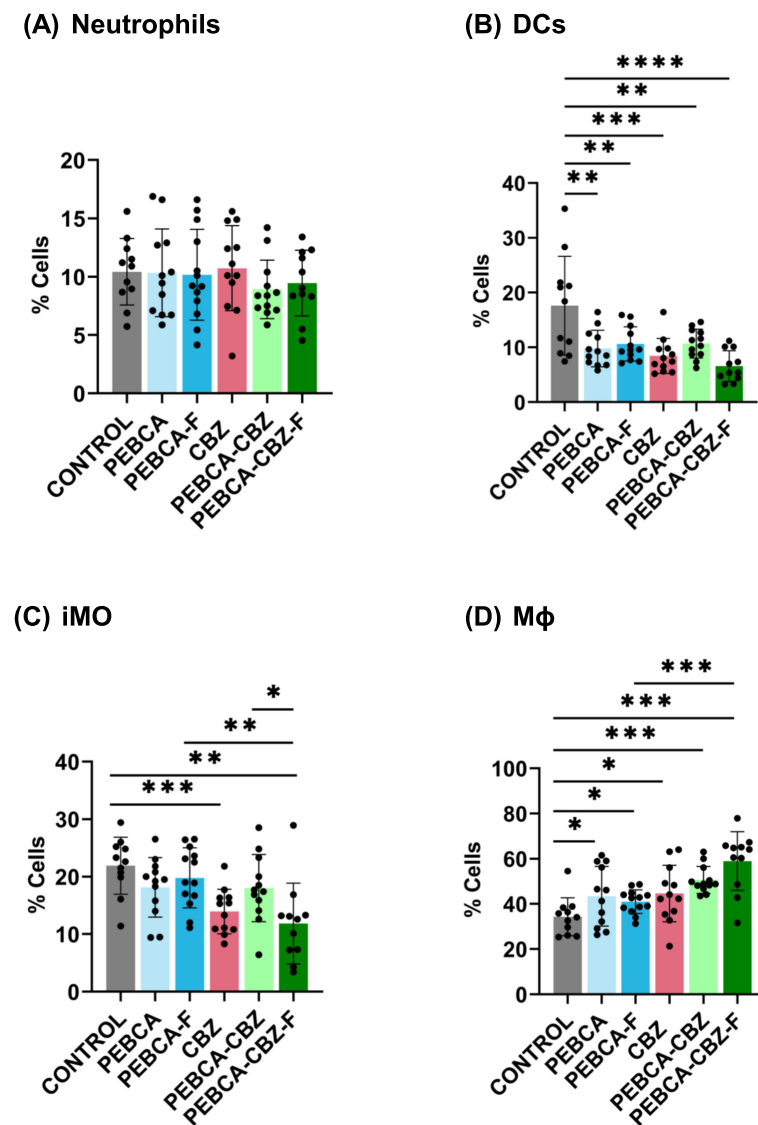 (A) Neutrophils
% Cells
20
15
10
5
0
CONTROL
PEBCA
PEBCA-F
CBZ
PEBCA-CBZ
PEBCA-CBZ-F
(B) DCs
****
**
***
**
**
% Cells
40
30
20
10
0
CONTROL
PEBCA
PEBCA-F
CBZ
PEBCA-CBZ
PEBCA-CBZ-F
(C) iMO
*
**
**
***
% Cells
40
30
20
10
0
CONTROL
PEBCA
PEBCA-F
CBZ
PEBCA-CBZ
PEBCA-CBZ-F
(D) Mϕ
***
***
***
*
*
*
% Cells
100
80
60
40
20
0
CONTROL
PEBCA
PEBCA-F
CBZ
PEBCA-CBZ
PEBCA-CBZ-F